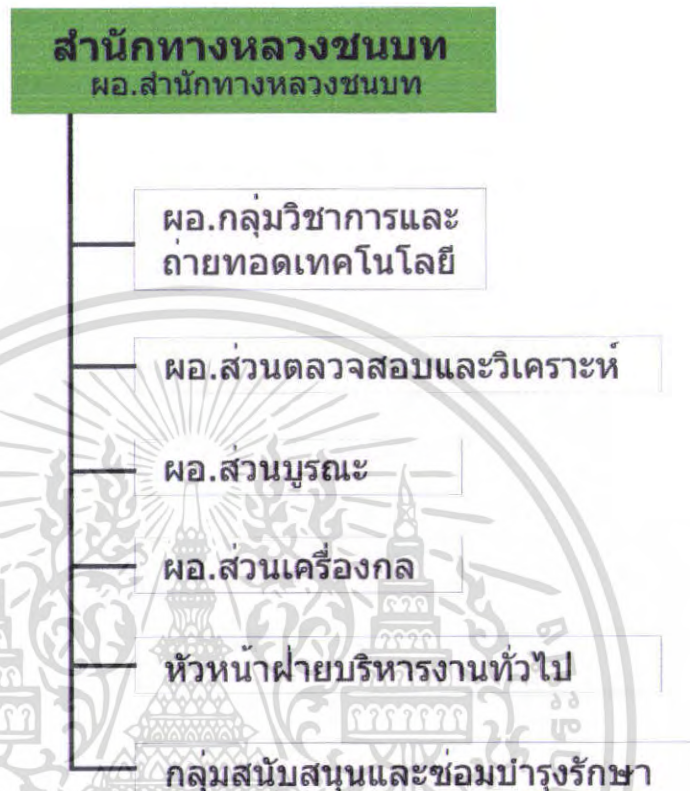 สำนักทางหลวงชนบท
ผอ.สำนักทางหลวงชนบท
ผอ.กลุ่มวิชาการและ
ถ่ายทอดเทคโนโลยี
ผอ.ส่วนตลวจสอบและวิเคราะห์
ผอ.ส่วนบูรณะ
ผอ.ส่วนเครื่องกล
หัวหน้าฝ่ายบริหารงานทั่วไป
กลุ่มสนับสนุนและซ่อมบำรุงรักษา